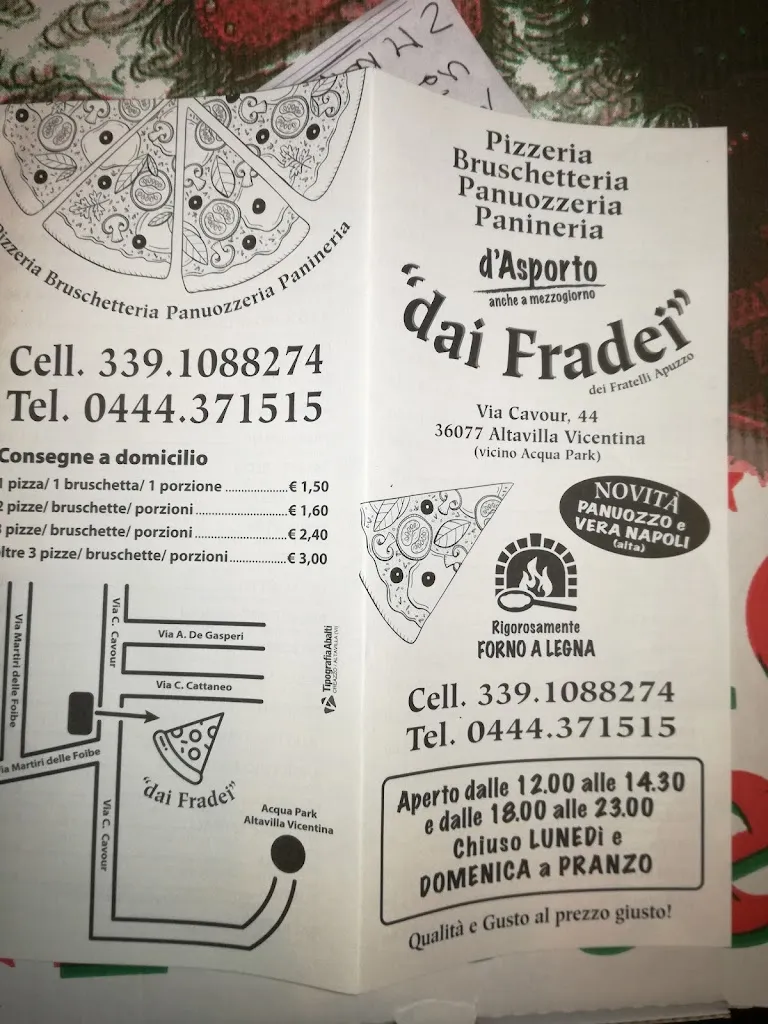 Pizzeria Bruschetteria Panuozzeria Panineria
Cell. 339.1088274
Tel. 0444.371515
Consegne a domicilio
1 pizza/ 1 bruschetta/ 1 porzione ........................ € 1,50
2 pizze/ bruschette/ porzioni .............................. € 1,60
3 pizze/ bruschette/ porzioni .............................. € 2,40
oltre 3 pizze/ bruschette/ porzioni ..................... € 3,00
Via Martiri delle Foibe
Via C. Cavour
Via A. De Gasperi
Via C. Cattaneo
Via Martiri delle Foibe
"dai Fradei"
Via C. Cavour
Acqua Park
Altavilla Vicentina
TipografiaAbalti
Pizzeria
Bruschetteria
Panuozzeria
Panineria
d'Asporto
anche a mezzogiorno
"dai Fradei"
dei Fratelli Apuzzo
Via Cavour, 44
36077 Altavilla Vicentina
(vicino Acqua Park)
NOVITÀ
PANUOZZO e
VERA NAPOLI
(alta)
Rigorosamente
FORNO A LEGNA
Cell. 339.1088274
Tel. 0444.371515
Aperto dalle 12.00 alle 14.30
e dalle 18.00 alle 23.00
Chiuso LUNEDì e
DOMENICA a PRANZO
Qualità e Gusto al prezzo giusto!